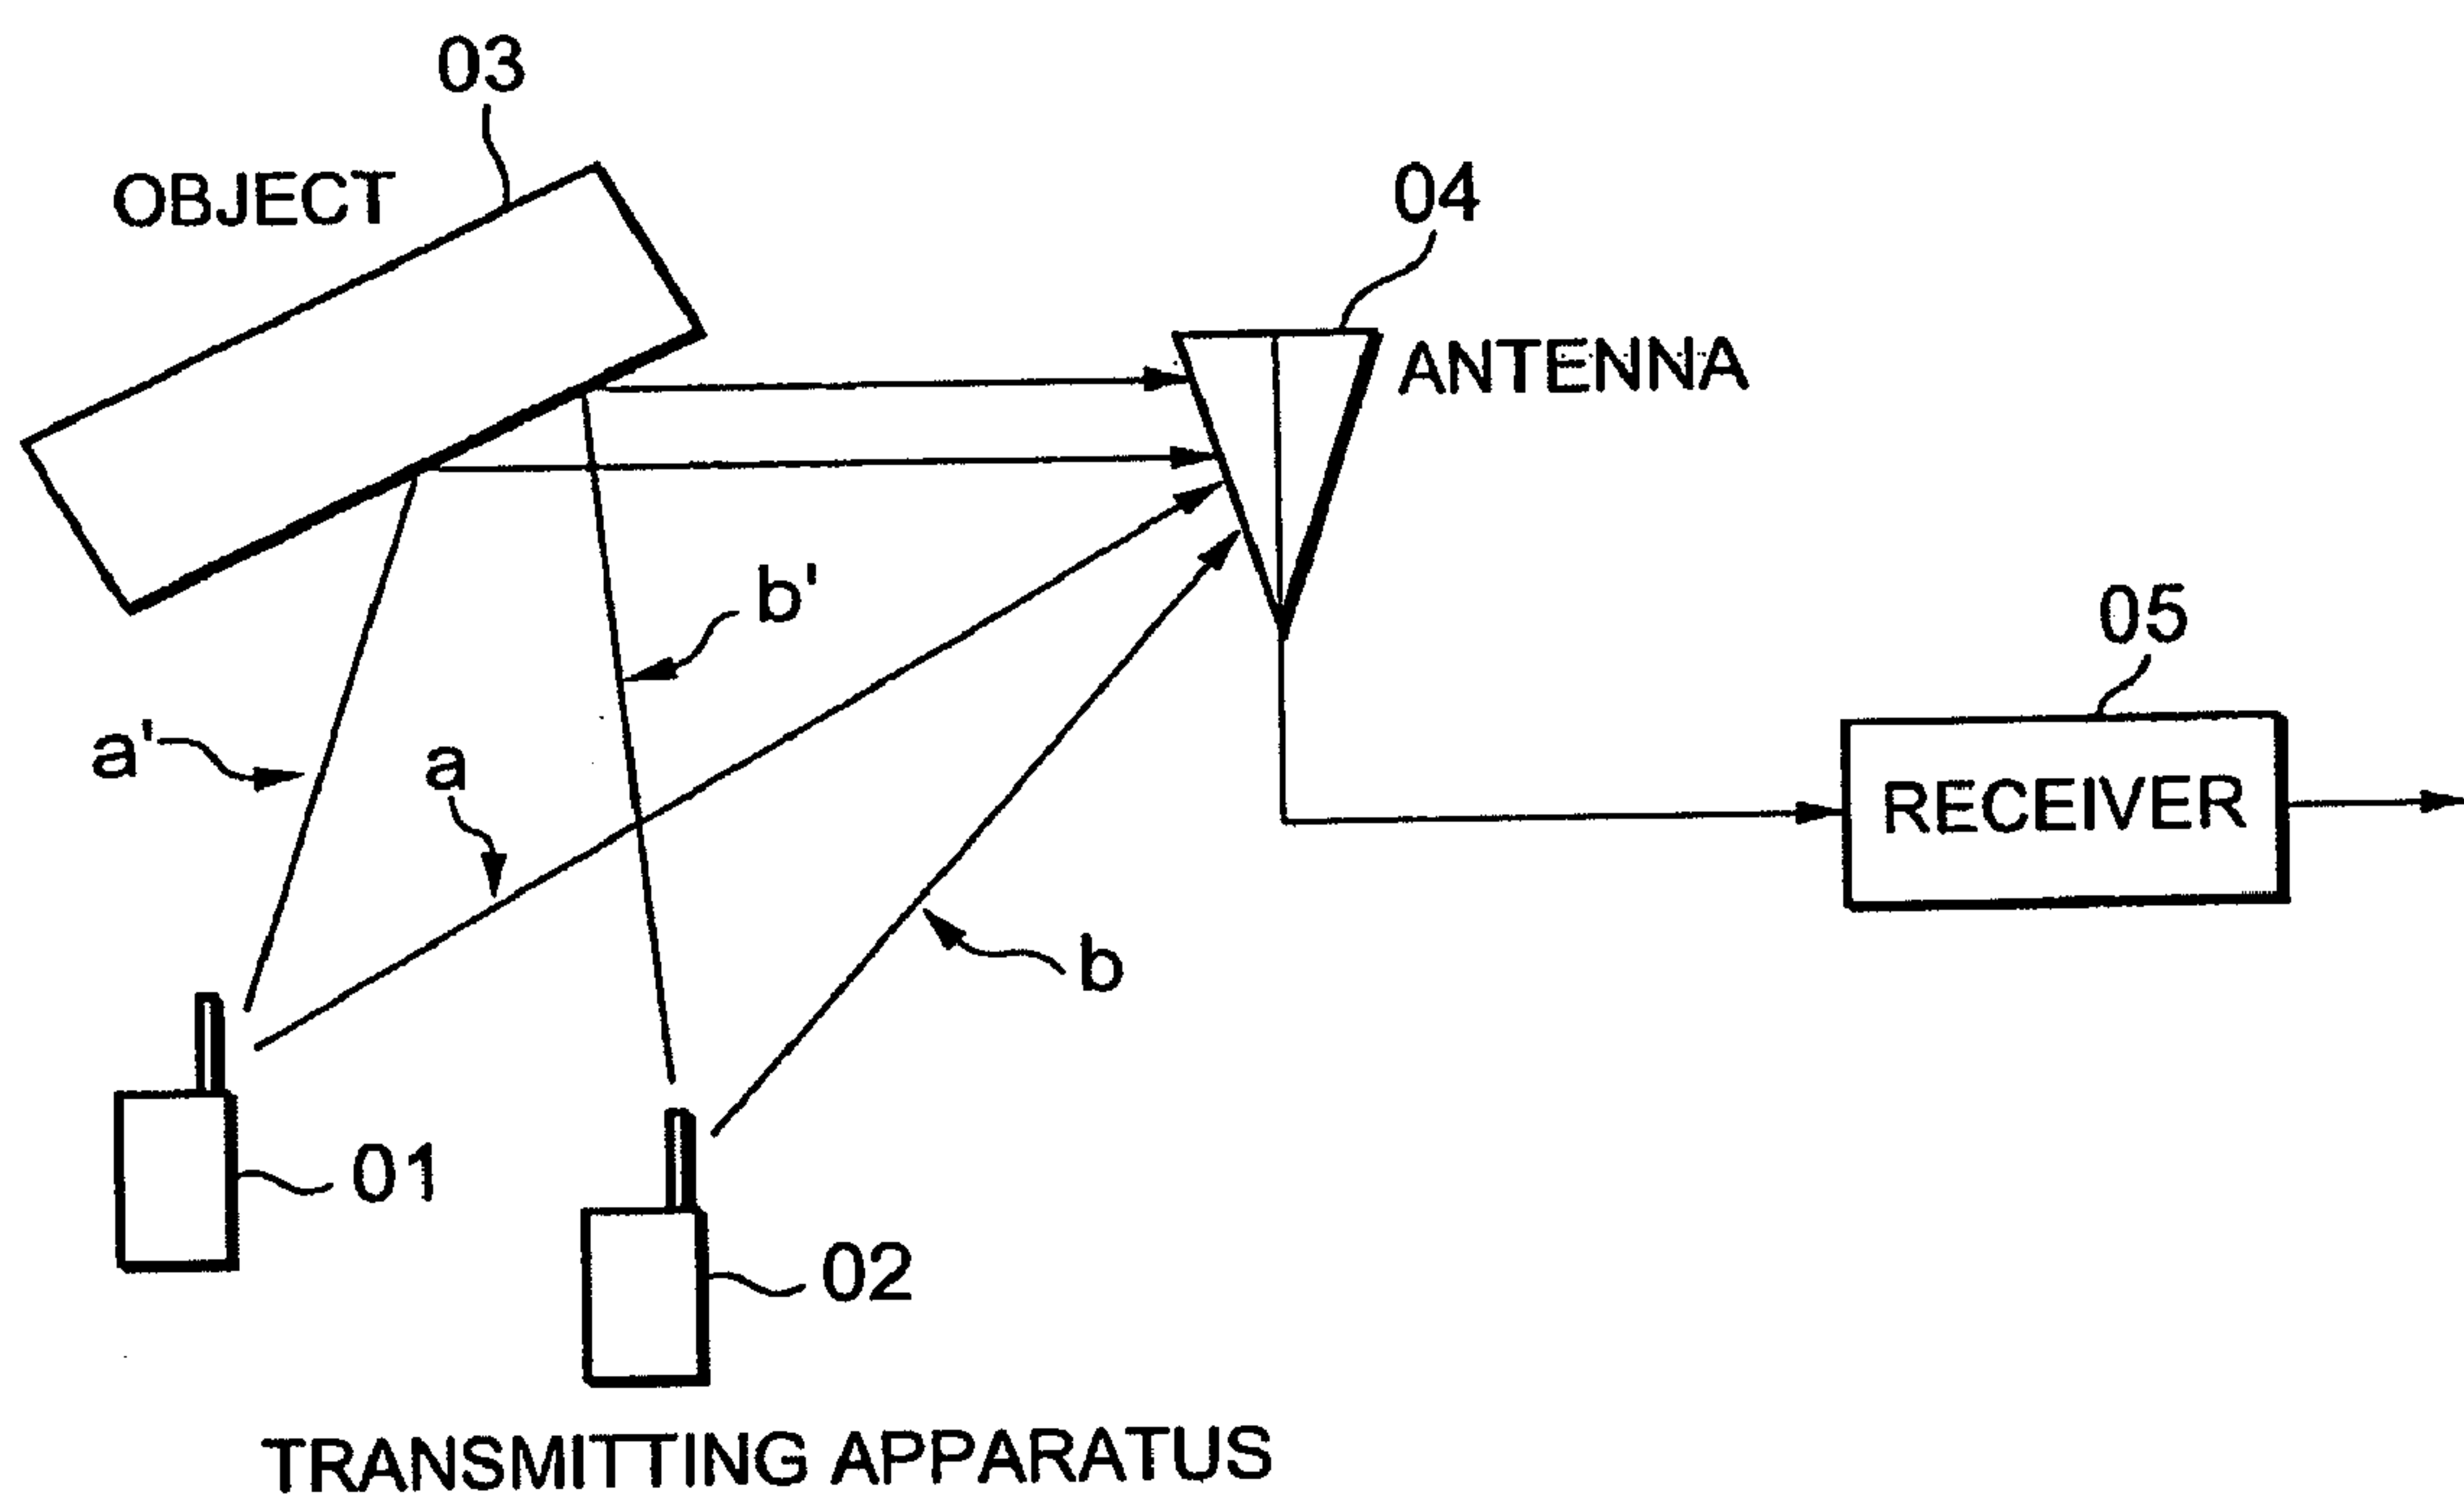 03
OBJECT
04
ANTENNA
b'
05
a'
a
RECEIVER
b
01
02
TRANSMITTING APPARATUS